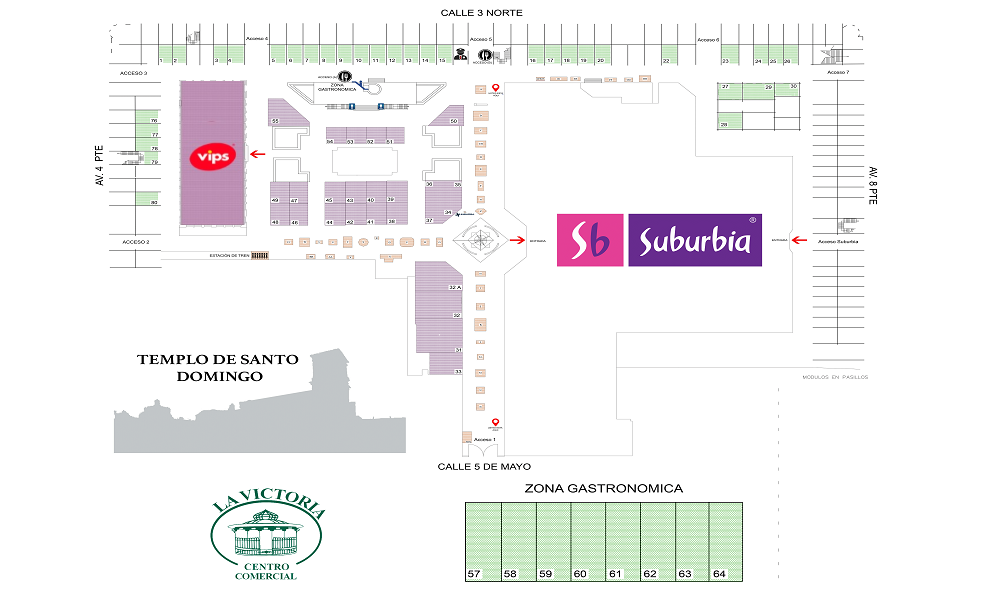 CALLE 3 NORTE
Acceso 4
Acceso 5
Acceso 6
1 2 3 4 5 6 7 8 9 10 11 12 13 14 15
16 17 18 19 20 22 23 24 25 26
ACCESO 3
Acceso 7
ZONA
GASTRONOMICA
27 29 30
28
55
50
54 53 52 51
76
77
78
79
80
AV. 4 PTE
AV. 8 PTE
vips
36 35
34
37
49 47 45 43 40 39
48 46 44 42 41 38
Sb
Suburbia®
ENTRADA
ENTRADA
Acceso Suburbia
ACCESO 2
ESTACIÓN DE TREN
32 A
32
31
33
TEMPLO DE SANTO
DOMINGO
MÓDULOS EN PASILLOS
Acceso 1
CALLE 5 DE MAYO
ZONA GASTRONOMICA
57 58 59 60 61 62 63 64
LA VICTORIA
CENTRO
COMERCIAL